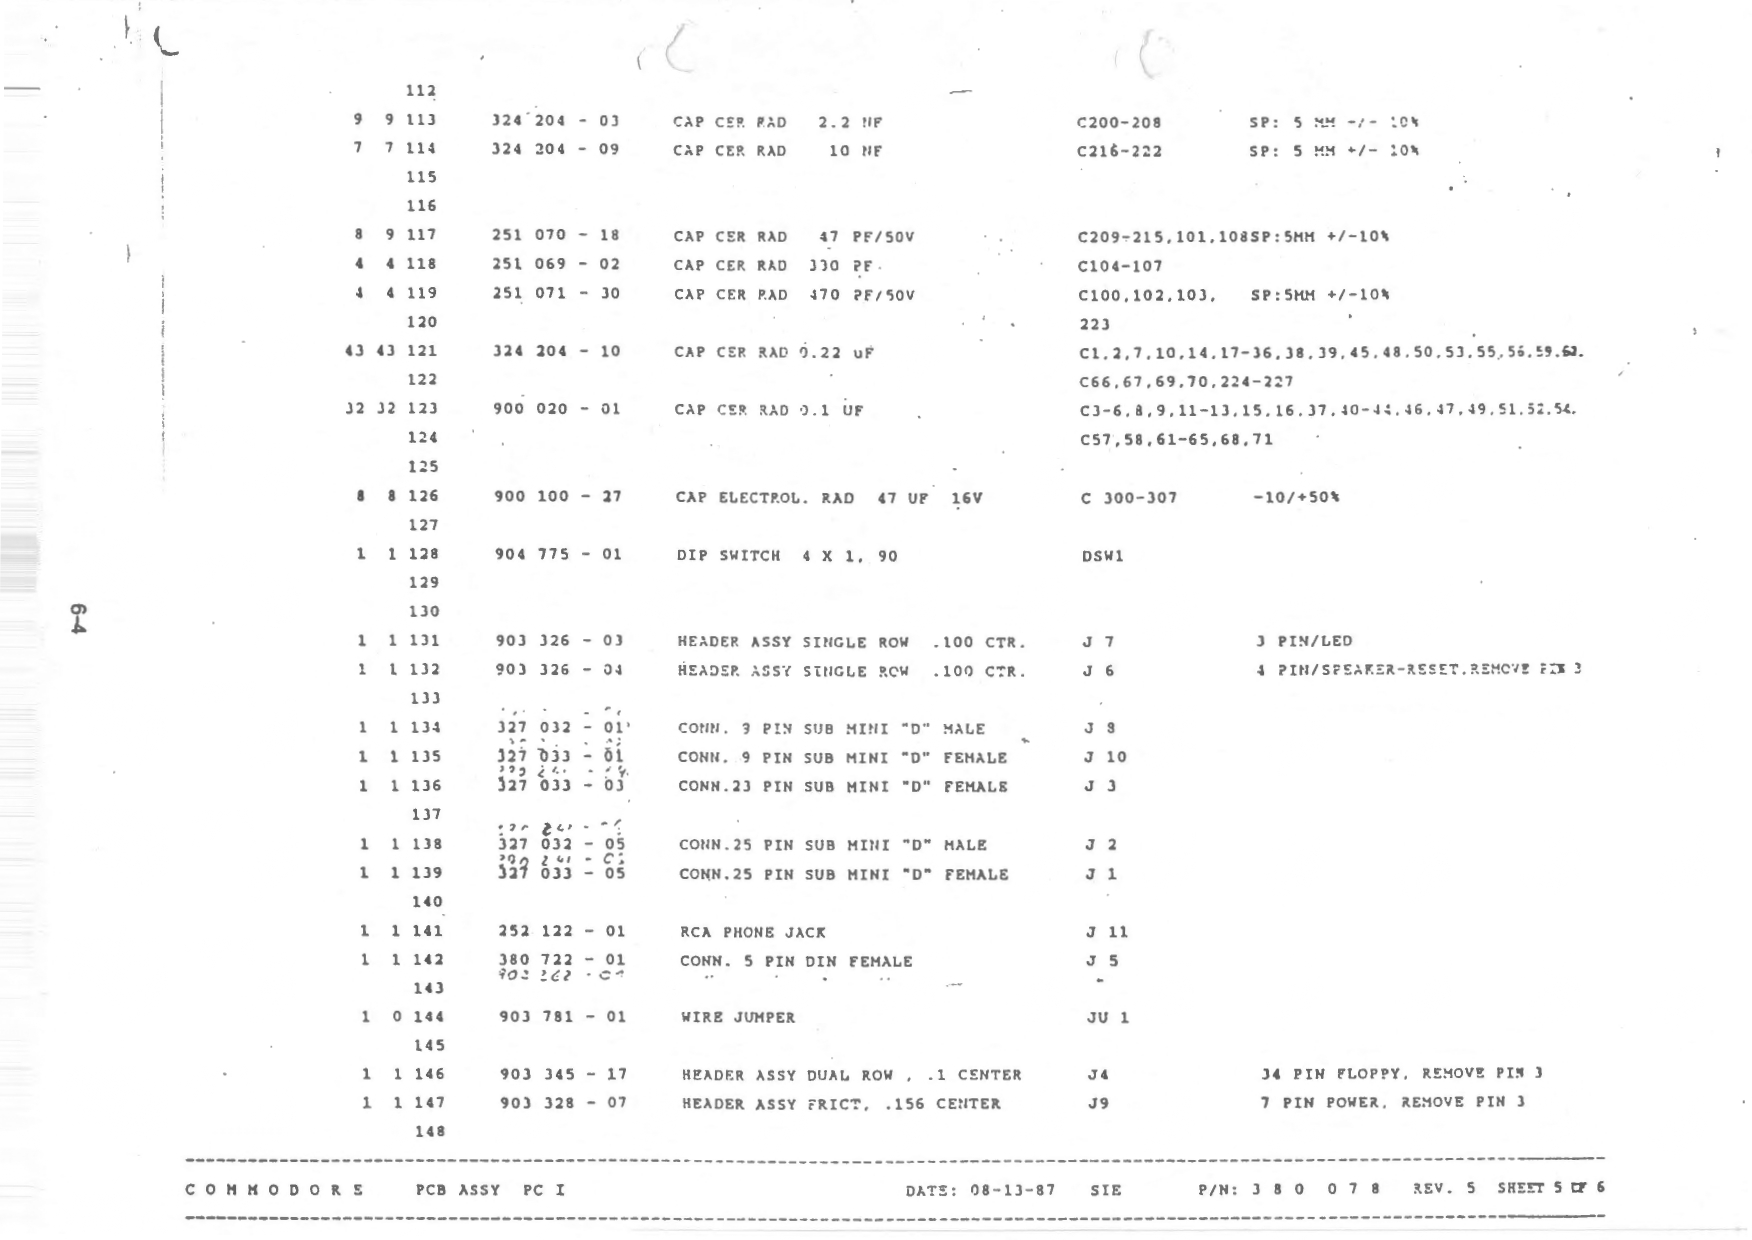 112
9 9 113 324 204 - 03 CAP CER RAD 2.2 NF C200-208 SP: 5 MM -/- 10%
7 7 114 324 204 - 09 CAP CER RAD 10 NF C216-222 SP: 5 MM +/- 10%
115
116
8 9 117 251 070 - 18 CAP CER RAD 47 PF/50V C209-215,101,108SP:5MM +/-10%
4 4 118 251 069 - 02 CAP CER RAD 330 PF C104-107
4 4 119 251 071 - 30 CAP CER RAD 470 PF/50V C100,102,103, SP:5MM +/-10%
120 223
43 43 121 324 204 - 10 CAP CER RAD 0.22 uF C1,2,7,10,14,17-36,38,39,45,48,50,53,55,56,59,
122 C66,67,69,70,224-227
32 32 123 900 020 - 01 CAP CER RAD 0.1 UF C3-6,8,9,11-13,15,16,37,40-44,46,47,49,51,52,54,
124 C57,58,61-65,68,71
125
8 8 126 900 100 - 27 CAP ELECTROL. RAD 47 UF 16V C 300-307 -10/+50%
127
1 1 128 904 775 - 01 DIP SWITCH 4 X 1, 90 DSW1
129
130
1 1 131 903 326 - 03 HEADER ASSY SINGLE ROW .100 CTR. J 7 3 PIN/LED
1 1 132 903 326 - 04 HEADER ASSY SINGLE ROW .100 CTR. J 6 4 PIN/SPEAKER-RESET.REMOVE PIN 3
133
1 1 134 327 032 - 01 CONN. 9 PIN SUB MINI "D" MALE J 8
1 1 135 327 033 - 01 CONN. 9 PIN SUB MINI "D" FEMALE J 10
1 1 136 327 033 - 03 CONN.23 PIN SUB MINI "D" FEMALE J 3
137
1 1 138 327 032 - 05 CONN.25 PIN SUB MINI "D" MALE J 2
1 1 139 327 033 - 05 CONN.25 PIN SUB MINI "D" FEMALE J 1
140
1 1 141 252 122 - 01 RCA PHONE JACK J 11
1 1 142 380 722 - 01 CONN. 5 PIN DIN FEMALE J 5
143
1 0 144 903 781 - 01 WIRE JUMPER JU 1
145
1 1 146 903 345 - 17 HEADER ASSY DUAL ROW , .1 CENTER J4 34 PIN FLOPPY, REMOVE PIN 3
1 1 147 903 328 - 07 HEADER ASSY FRICT, .156 CENTER J9 7 PIN POWER, REMOVE PIN 3
148
COMMODORE PCB ASSY PC I DATE: 08-13-87 SIE P/N: 380 078 REV. 5 SHEET 5 OF 6
6-4